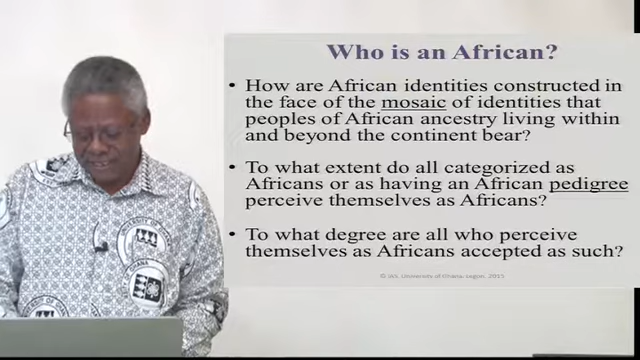 Who is an African?
• How are African identities constructed in
the face of the mosaic of identities that
peoples of African ancestry living within
and beyond the continent bear?
• To what extent do all categorized as
Africans or as having an African pedigree
perceive themselves as Africans?
• To what degree are all who perceive
themselves as Africans accepted as such?
University of Ghana, Legon, 2015